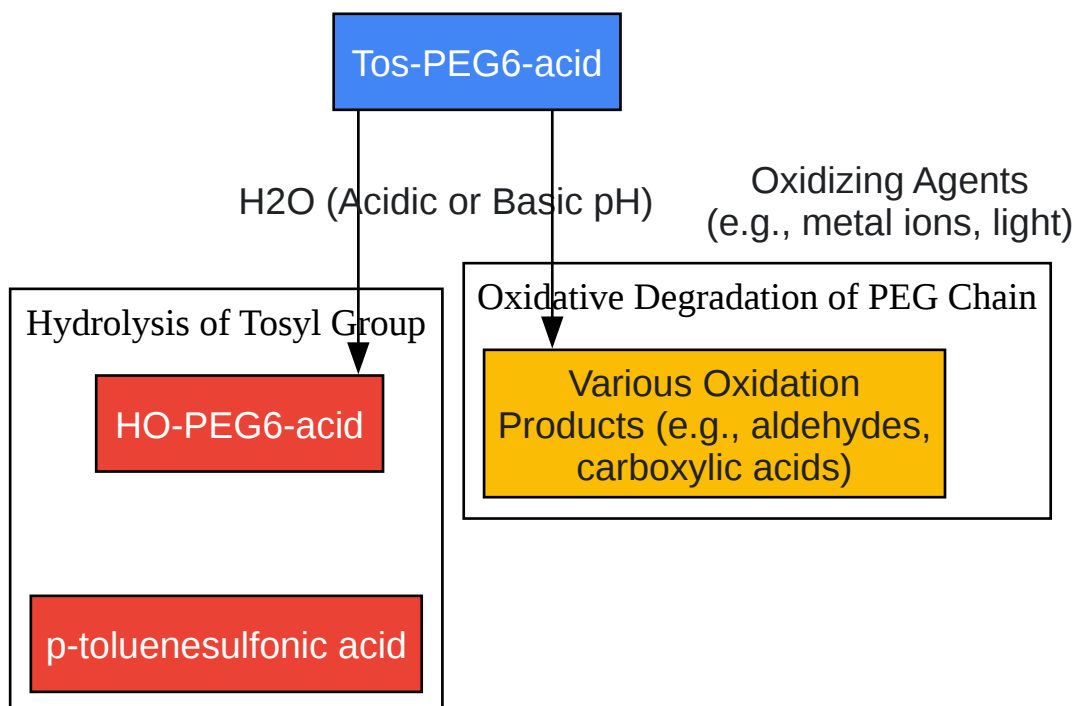 Tos-PEG6-acid
H2O (Acidic or Basic pH)
Oxidizing Agents
(e.g., metal ions, light)
Hydrolysis of Tosyl Group
HO-PEG6-acid
p-toluenesulfonic acid
Oxidative Degradation of PEG Chain
Various Oxidation
Products (e.g., aldehydes,
carboxylic acids)